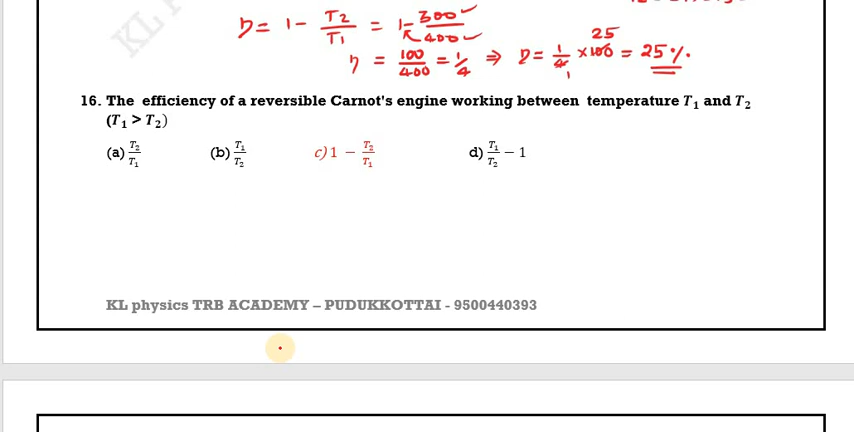 KL P
η = 1 - T2/T1 = 1 - 300/400
η = 100/400 = 1/4 ⇒ η = 1/4 × 100 = 25%
25
1
16. The efficiency of a reversible Carnot's engine working between temperature T1 and T2
(T1 > T2)
(a) T2/T1 (b) T1/T2 c) 1 − T2/T1 d) T1/T2 − 1
KL physics TRB ACADEMY – PUDUKKOTTAI - 9500440393